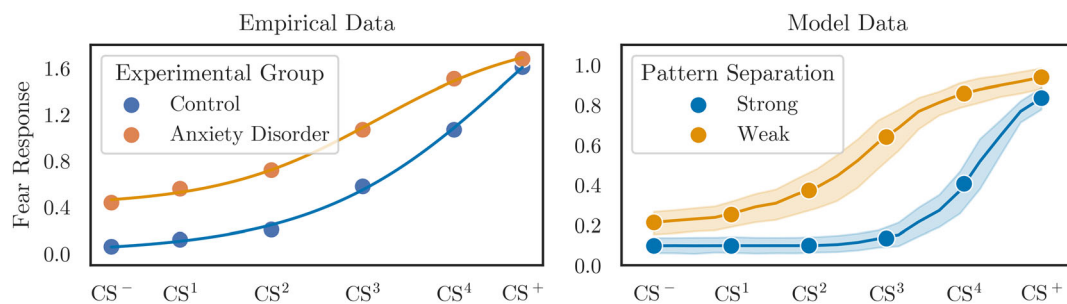 Empirical Data
Fear Response
1.6
1.2
0.8
0.4
0.0
Experimental Group
Control
Anxiety Disorder
CS⁻ CS¹ CS² CS³ CS⁴ CS⁺
Model Data
1.0
0.8
0.6
0.4
0.2
0.0
Pattern Separation
Strong
Weak
CS⁻ CS¹ CS² CS³ CS⁴ CS⁺